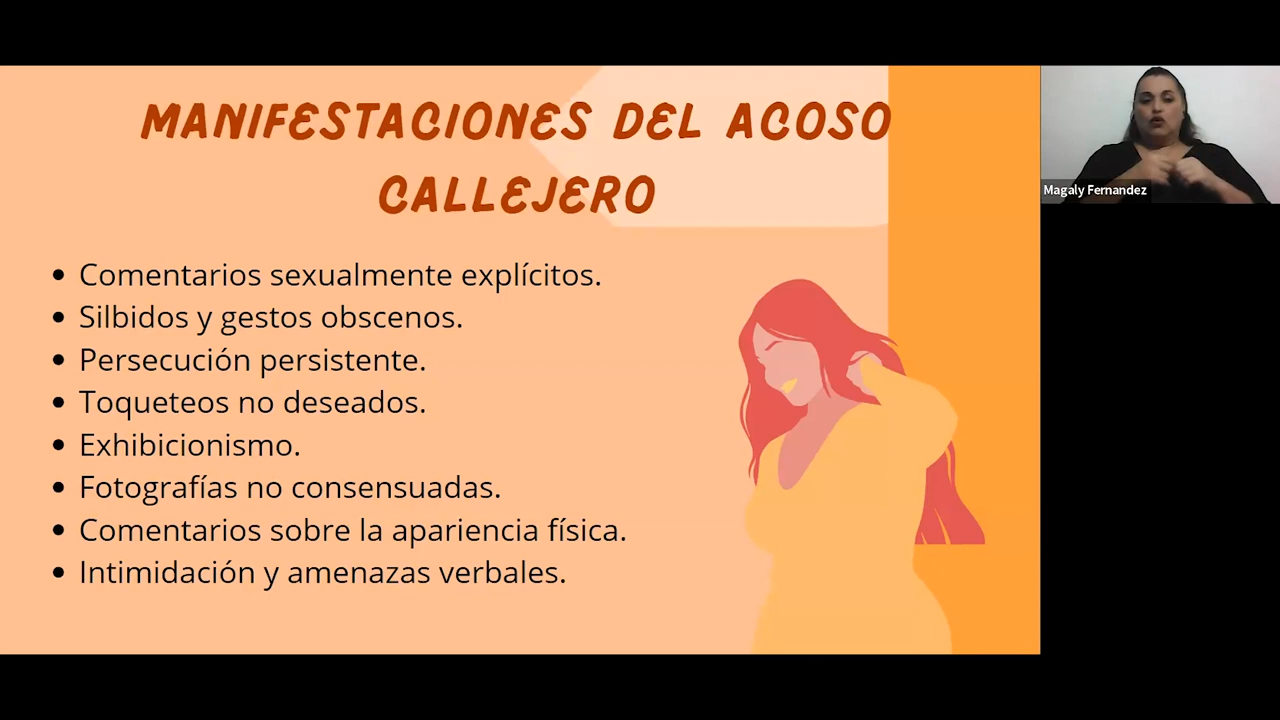 MANIFESTACIONES DEL ACOSO
CALLEJERO
• Comentarios sexualmente explícitos.
• Silbidos y gestos obscenos.
• Persecución persistente.
• Toqueteos no deseados.
• Exhibicionismo.
• Fotografías no consensuadas.
• Comentarios sobre la apariencia física.
• Intimidación y amenazas verbales.
Magaly Fernandez